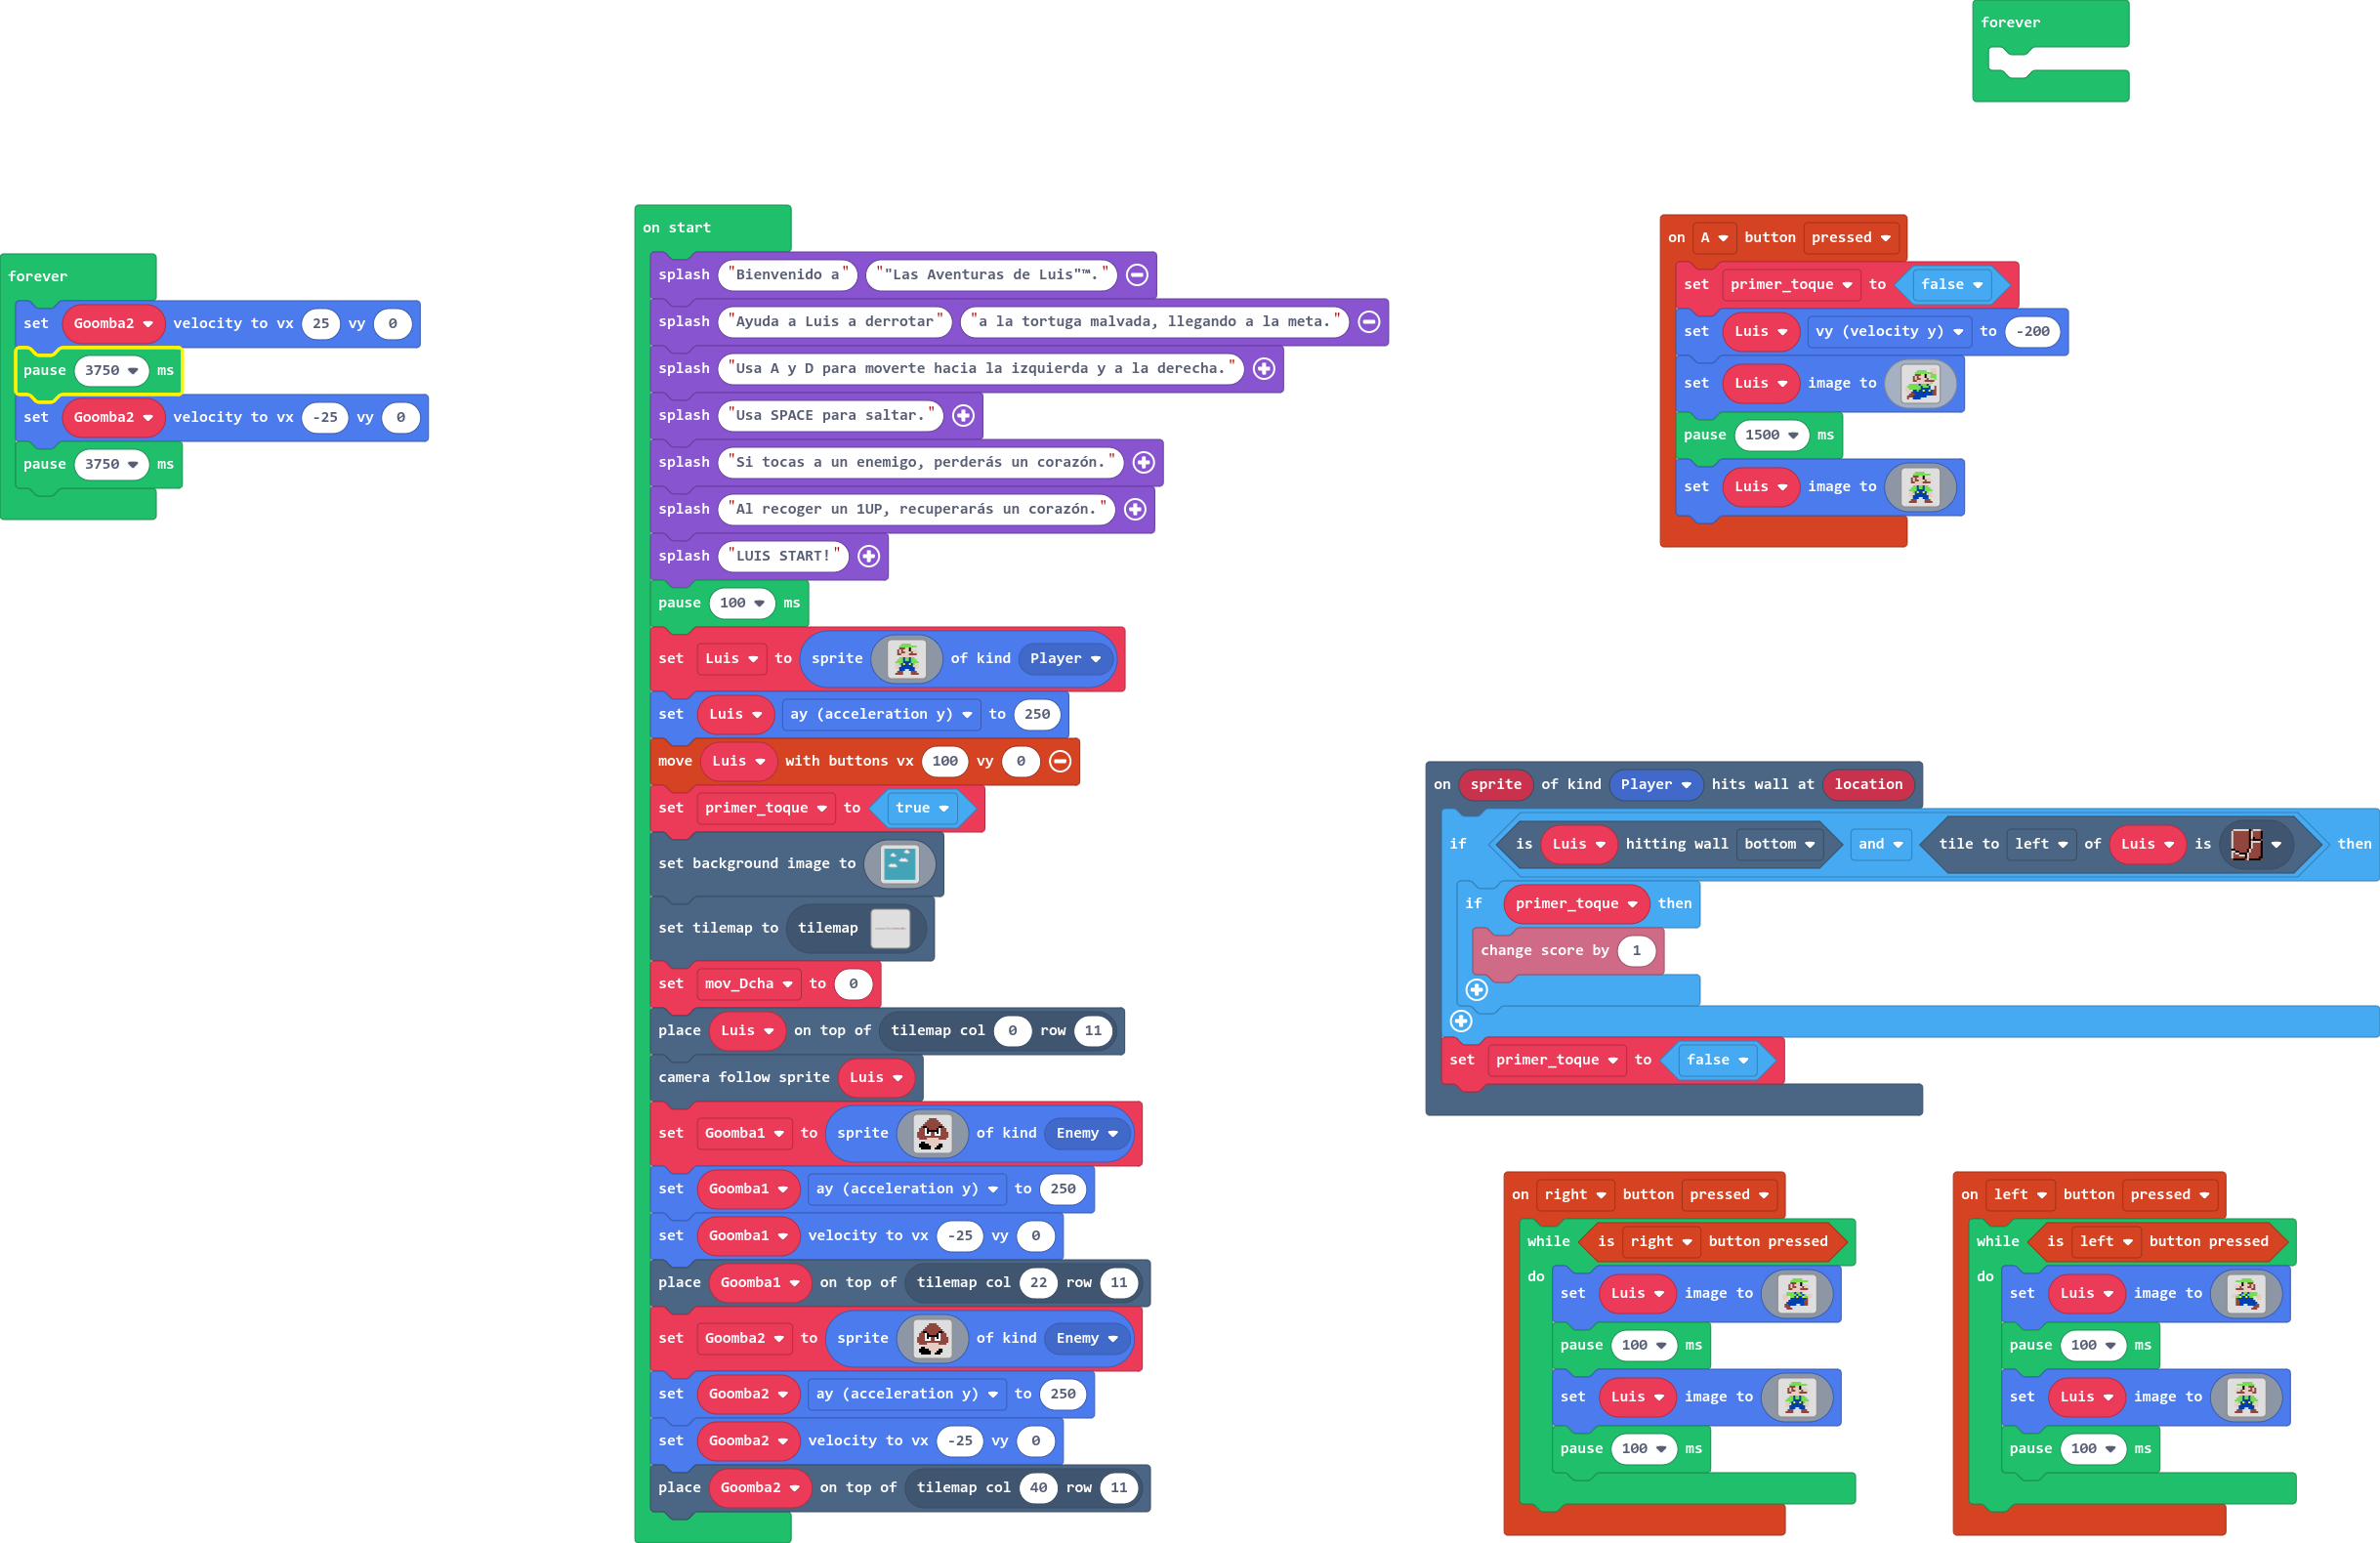 forever
forever
set Goomba2 velocity to vx 25 vy 0
pause 3750 ms
set Goomba2 velocity to vx -25 vy 0
pause 3750 ms
on start
splash "Bienvenido a" ""Las Aventuras de Luis"™."
splash "Ayuda a Luis a derrotar" "a la tortuga malvada, llegando a la meta."
splash "Usa A y D para moverte hacia la izquierda y a la derecha."
splash "Usa SPACE para saltar."
splash "Si tocas a un enemigo, perderás un corazón."
splash "Al recoger un 1UP, recuperarás un corazón."
splash "LUIS START!"
pause 100 ms
set Luis to sprite of kind Player
set Luis ay (acceleration y) to 250
move Luis with buttons vx 100 vy 0
set primer_toque to true
set background image to
set tilemap to tilemap
set mov_Dcha to 0
place Luis on top of tilemap col 0 row 11
camera follow sprite Luis
set Goomba1 to sprite of kind Enemy
set Goomba1 ay (acceleration y) to 250
set Goomba1 velocity to vx -25 vy 0
place Goomba1 on top of tilemap col 22 row 11
set Goomba2 to sprite of kind Enemy
set Goomba2 ay (acceleration y) to 250
set Goomba2 velocity to vx -25 vy 0
place Goomba2 on top of tilemap col 40 row 11
on A button pressed
set primer_toque to false
set Luis vy (velocity y) to -200
set Luis image to
pause 1500 ms
set Luis image to
on sprite of kind Player hits wall at location
if is Luis hitting wall bottom and tile to left of Luis is then
if primer_toque then
change score by 1
set primer_toque to false
on right button pressed
while is right button pressed
do
set Luis image to
pause 100 ms
set Luis image to
pause 100 ms
on left button pressed
while is left button pressed
do
set Luis image to
pause 100 ms
set Luis image to
pause 100 ms